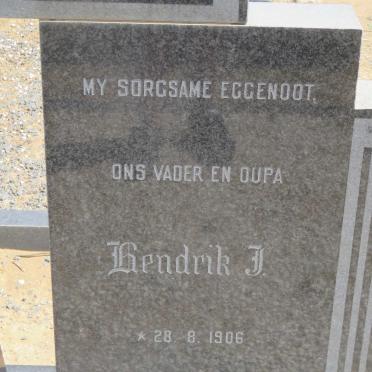 MY SORGSAME EGGENOOT,
ONS VADER EN OUPA
Hendrik J.
* 28. 8. 1906